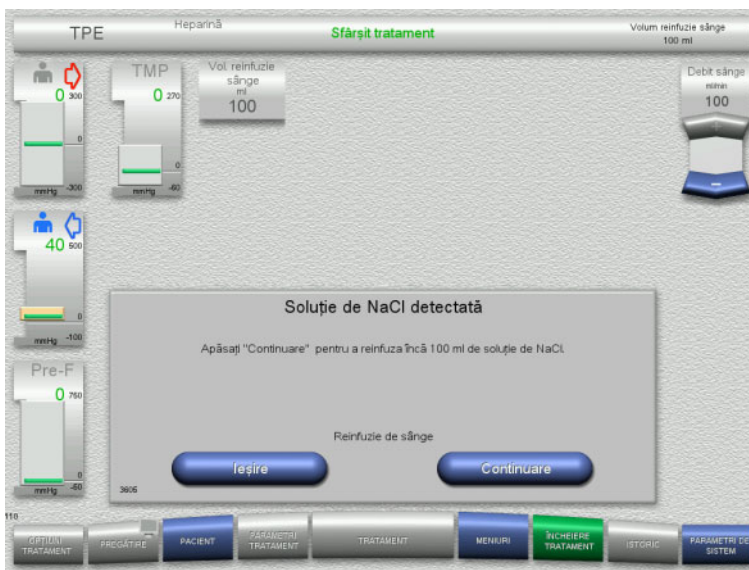 TPE
Heparină
Sfârșit tratament
Volum reinfuzie sânge
100 ml
0
300
0
-300
mmHg
TMP
0
270
0
-60
mmHg
Vol. reinfuzie
sânge
ml
100
Debit sânge
ml/min
100
+
-
40
500
0
-100
mmHg
Pre-F
0
750
0
-50
mmHg
Soluție de NaCl detectată
Apăsați "Continuare" pentru a reinfuza încă 100 ml de soluție de NaCl.
Reinfuzie de sânge
Ieșire
Continuare
3605
110
OPȚIUNI
TRATAMENT
PREGĂTIRE
PACIENT
PARAMETRI
TRATAMENT
TRATAMENT
MENIURI
ÎNCHEIERE
TRATAMENT
ISTORIC
PARAMETRI DE
SISTEM